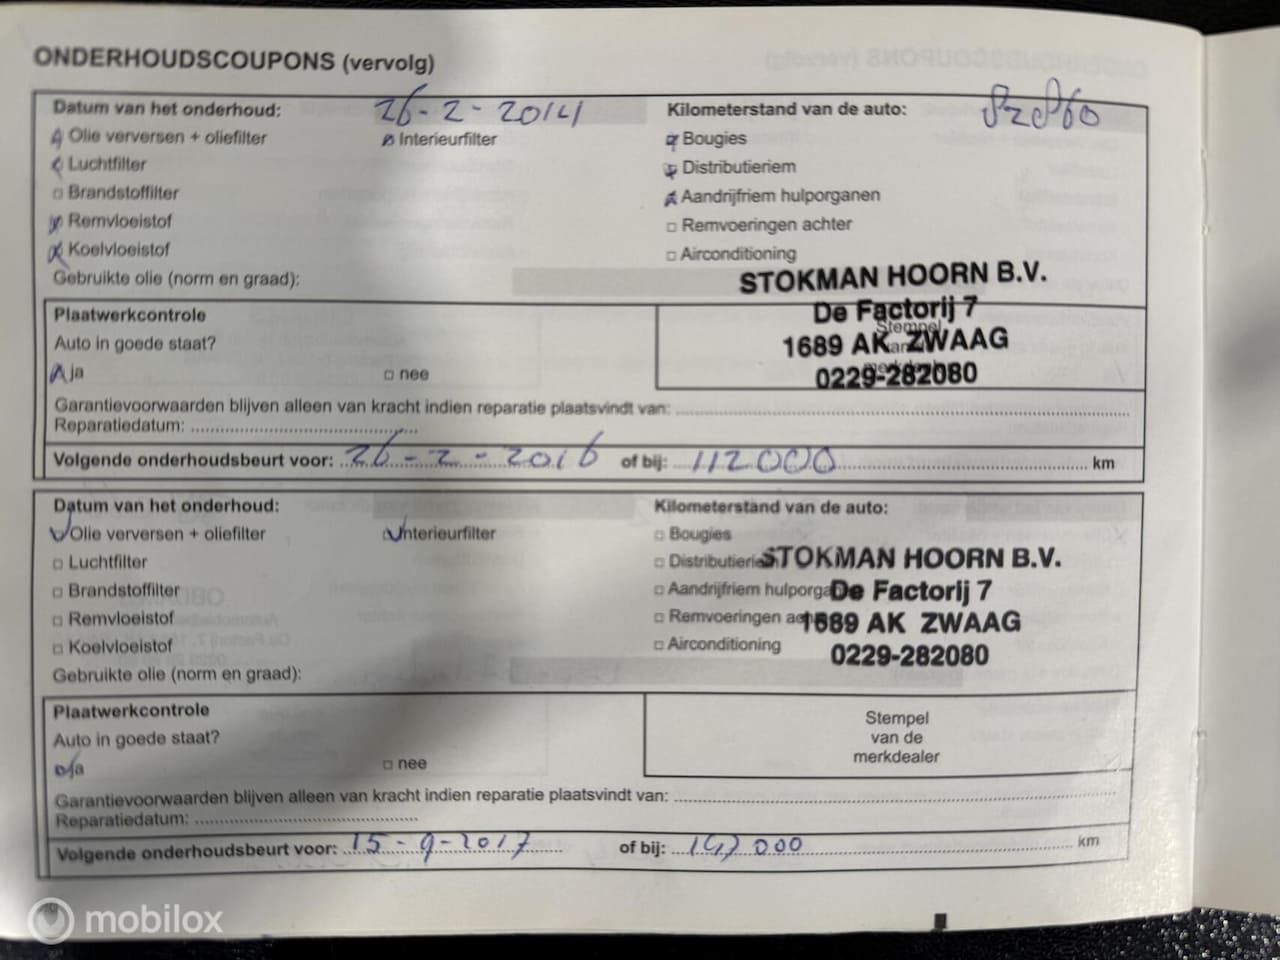 ONDERHOUDSCOUPONS (vervolg)
Datum van het onderhoud: 26-2-2014 Kilometerstand van de auto: 82860
Olie verversen + oliefilter Interieurfilter Bougies
Luchtfilter Distributieriem
Brandstoffilter Aandrijfriem hulporganen
Remvloeistof Remvoeringen achter
Koelvloeistof Airconditioning
Gebruikte olie (norm en graad):
STOKMAN HOORN B.V.
De Factorij 7
1689 AK ZWAAG
0229-282080
Plaatwerkcontrole
Stempel
Auto in goede staat?
ja nee
Garantievoorwaarden blijven alleen van kracht indien reparatie plaatsvindt van:
Reparatiedatum:
Volgende onderhoudsbeurt voor: 26-2-2016 of bij: 112000 km
Datum van het onderhoud: Kilometerstand van de auto:
Olie verversen + oliefilter Interieurfilter Bougies
Luchtfilter
Brandstoffilter Aandrijfriem
Remvloeistof Remvoeringen
Koelvloeistof Airconditioning
STOKMAN HOORN B.V.
De Factorij 7
1689 AK ZWAAG
0229-282080
Gebruikte olie (norm en graad):
Plaatwerkcontrole
Stempel
van de
merkdealer
Auto in goede staat?
ja nee
Garantievoorwaarden blijven alleen van kracht indien reparatie plaatsvindt van:
Reparatiedatum:
Volgende onderhoudsbeurt voor: 15-9-2017 of bij: km
mobilox